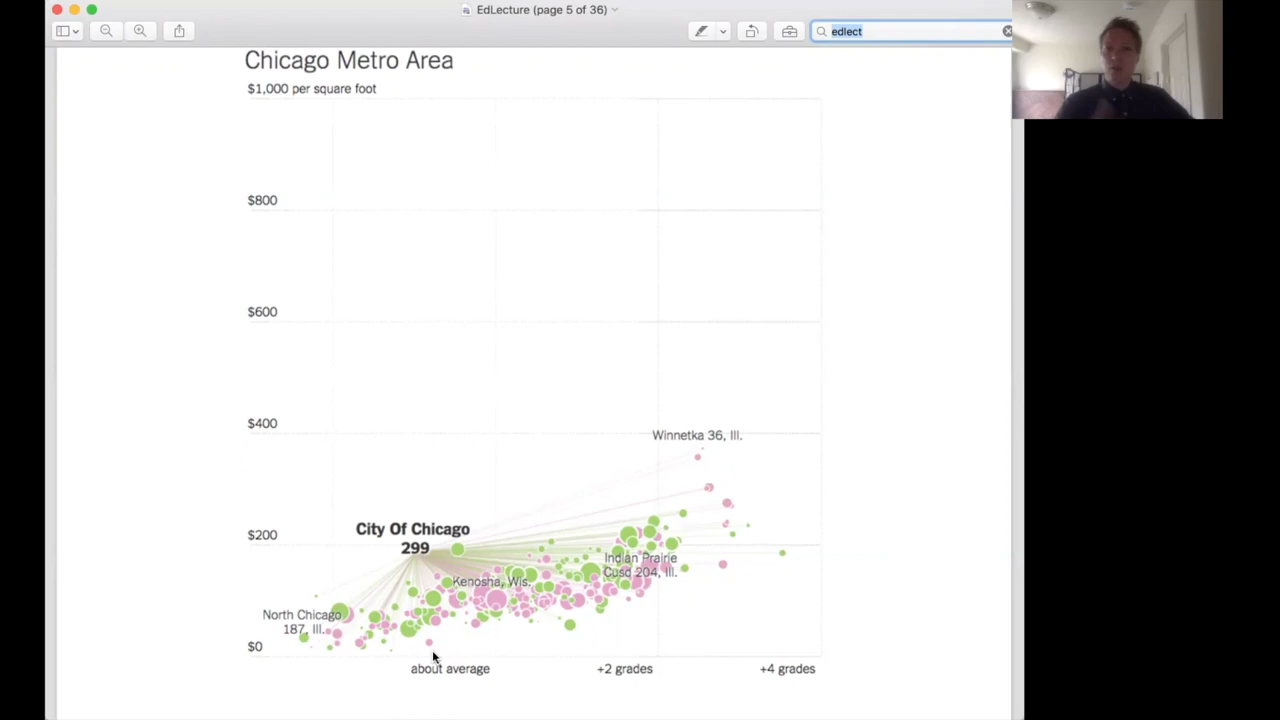 EdLecture (page 5 of 36)
edlect
Chicago Metro Area
$1,000 per square foot
$800
$600
$400
Winnetka 36, Ill.
City Of Chicago
299
$200
Indian Prairie
Cusd 204, Ill.
Kenosha, Wis.
North Chicago
187, Ill.
$0
about average
+2 grades
+4 grades